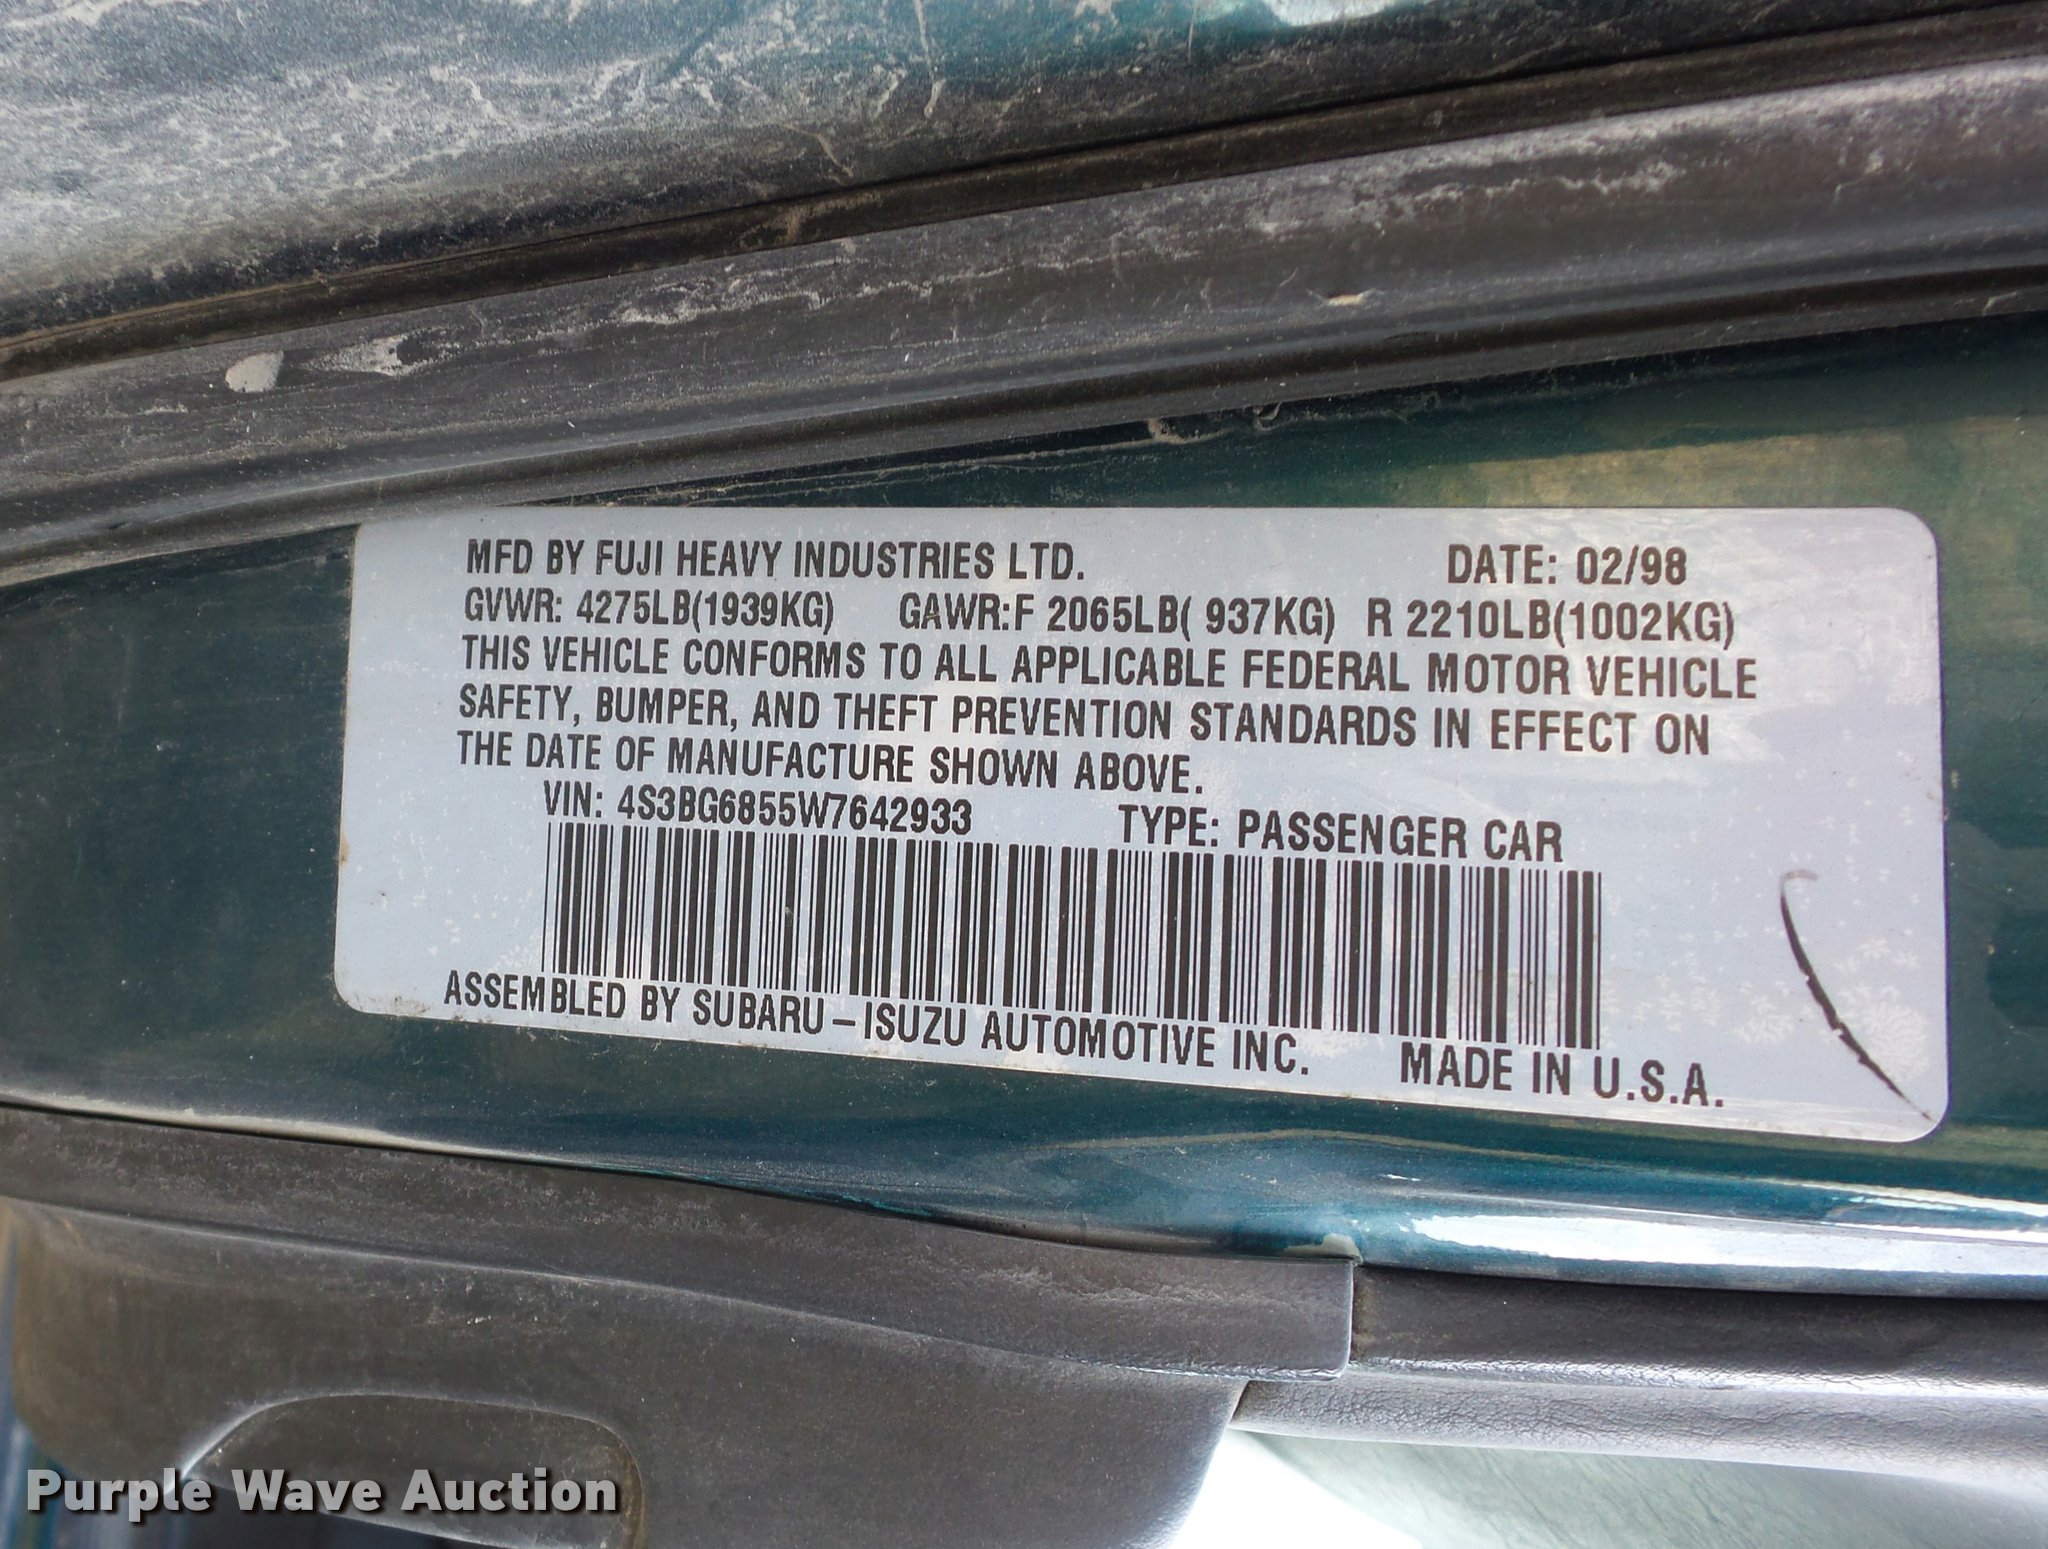 MFD BY FUJI HEAVY INDUSTRIES LTD. DATE: 02/98
GVWR: 4275LB(1939KG) GAWR:F 2065LB( 937KG) R 2210LB(1002KG)
THIS VEHICLE CONFORMS TO ALL APPLICABLE FEDERAL MOTOR VEHICLE
SAFETY, BUMPER, AND THEFT PREVENTION STANDARDS IN EFFECT ON
THE DATE OF MANUFACTURE SHOWN ABOVE.
VIN: 4S3BG6855W7642933 TYPE: PASSENGER CAR
ASSEMBLED BY SUBARU-ISUZU AUTOMOTIVE INC. MADE IN U.S.A.
Purple Wave Auction